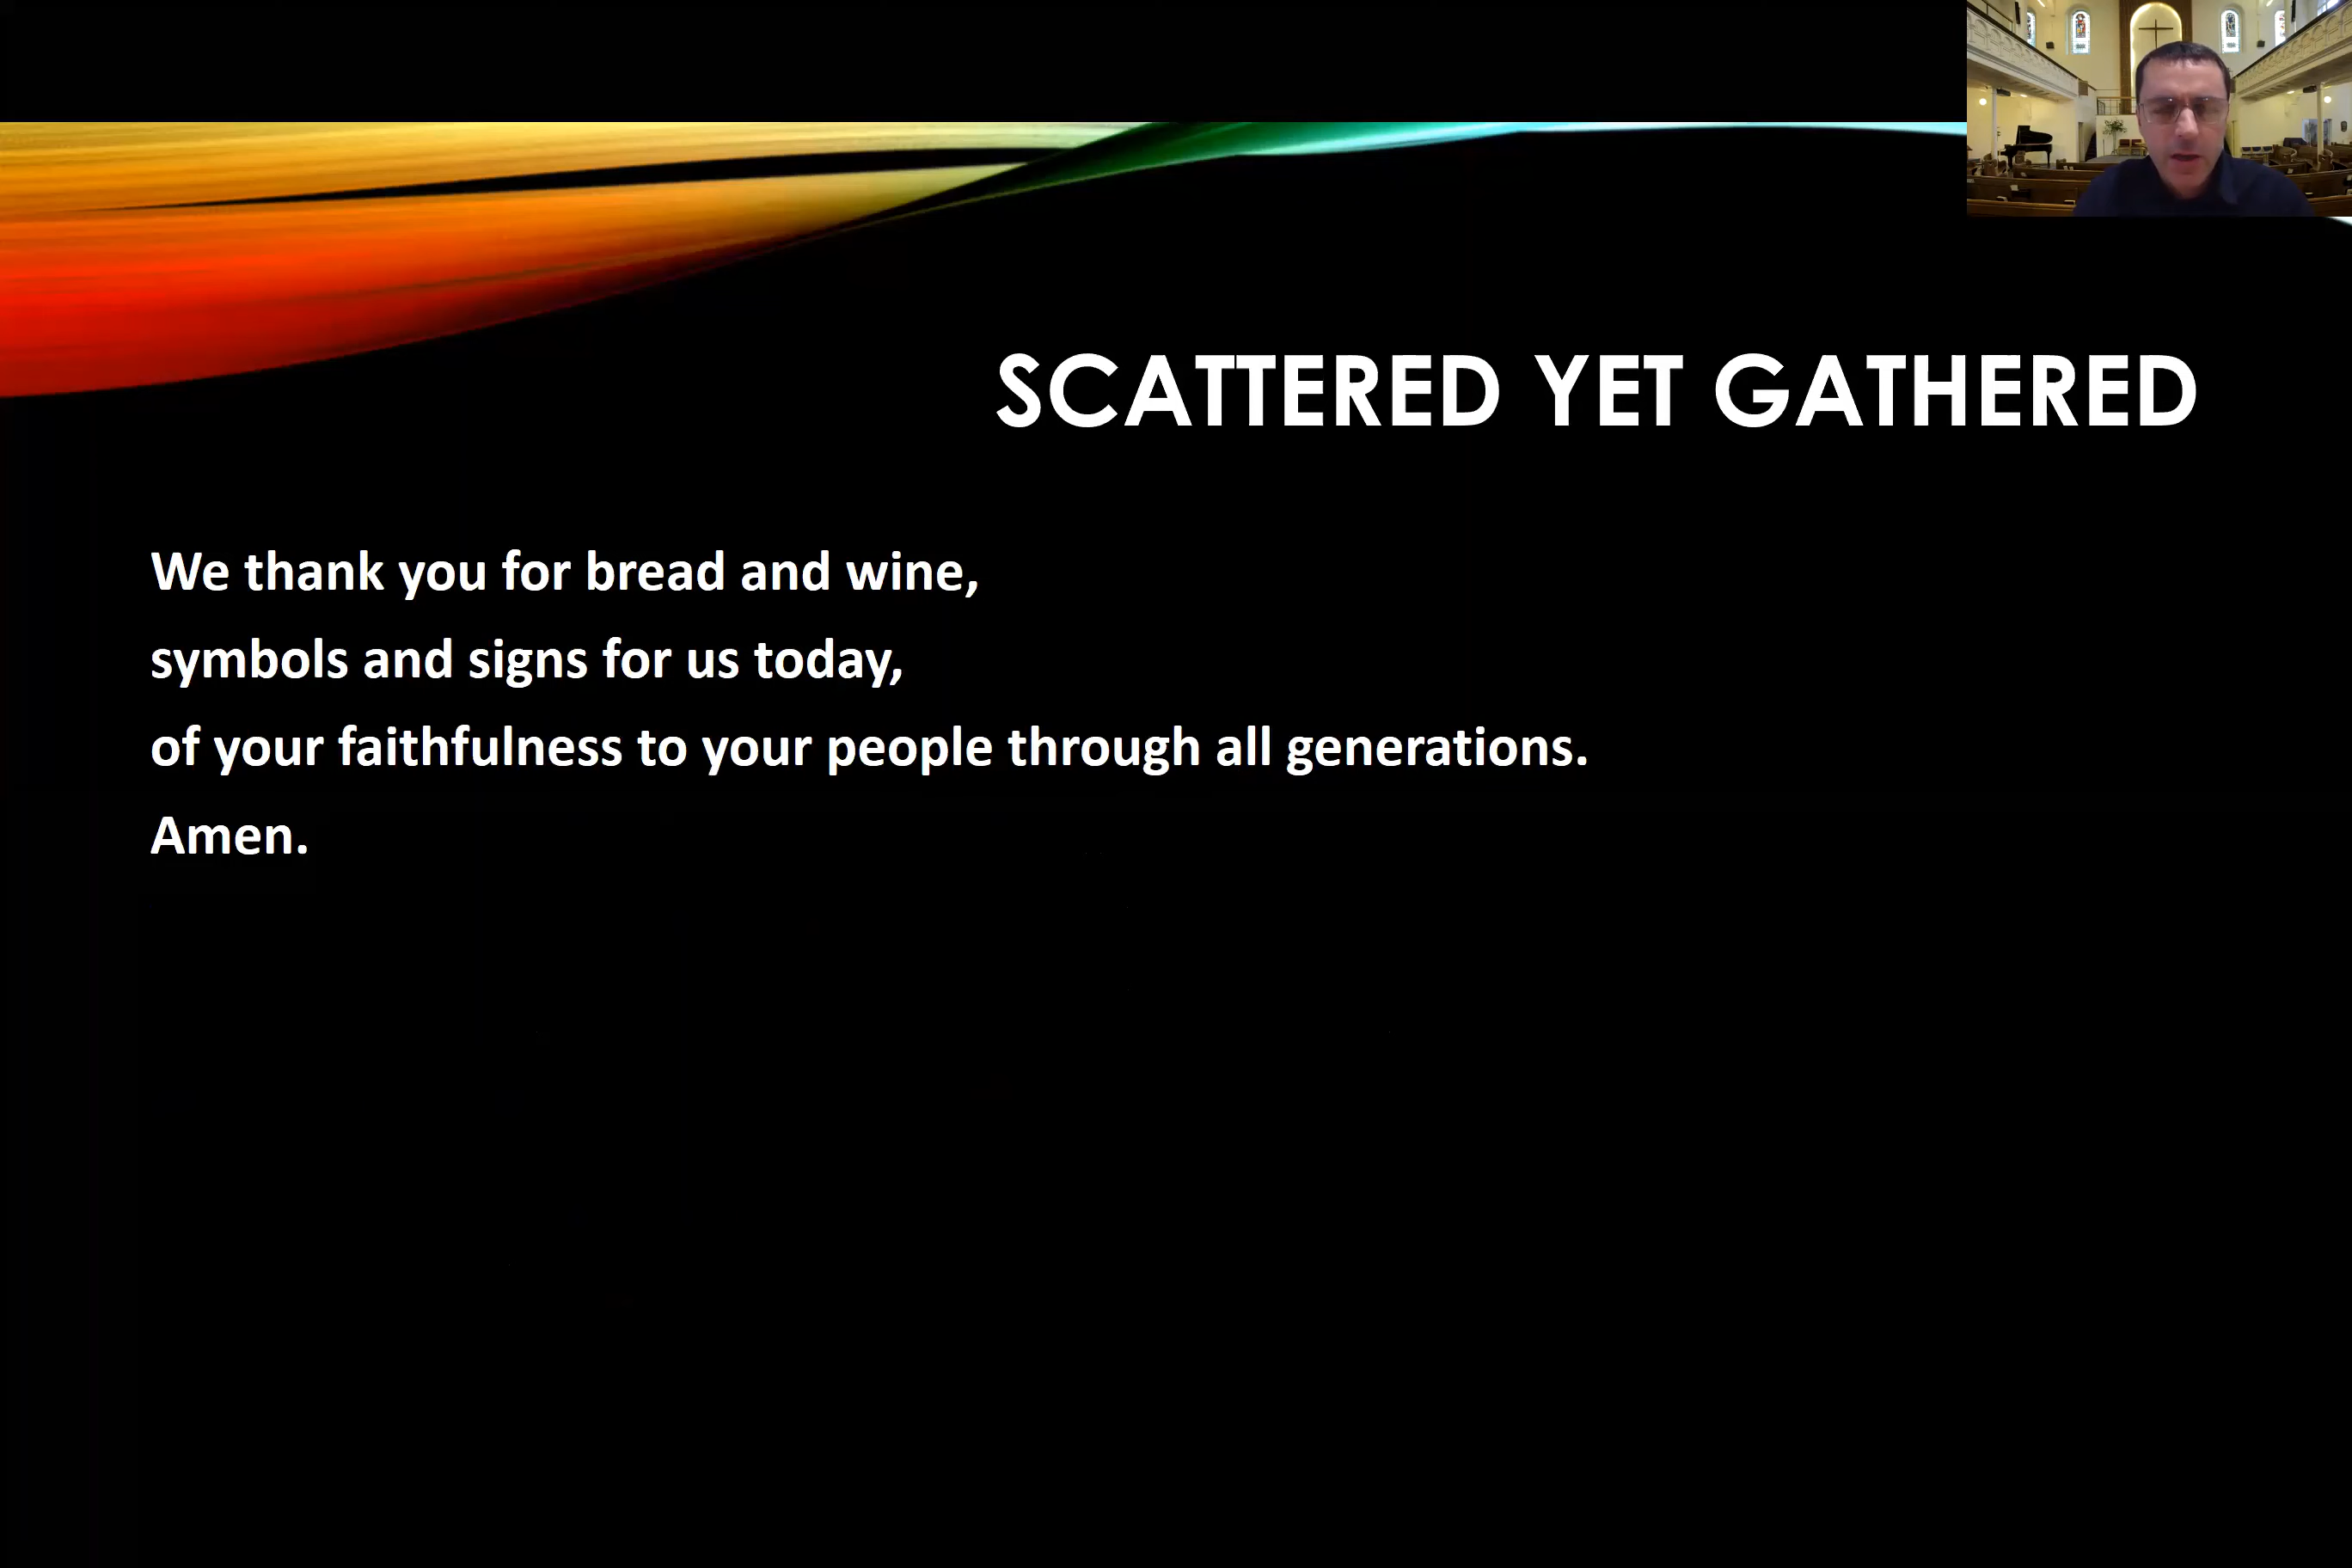 SCATTERED YET GATHERED
We thank you for bread and wine,
symbols and signs for us today,
of your faithfulness to your people through all generations.
Amen.